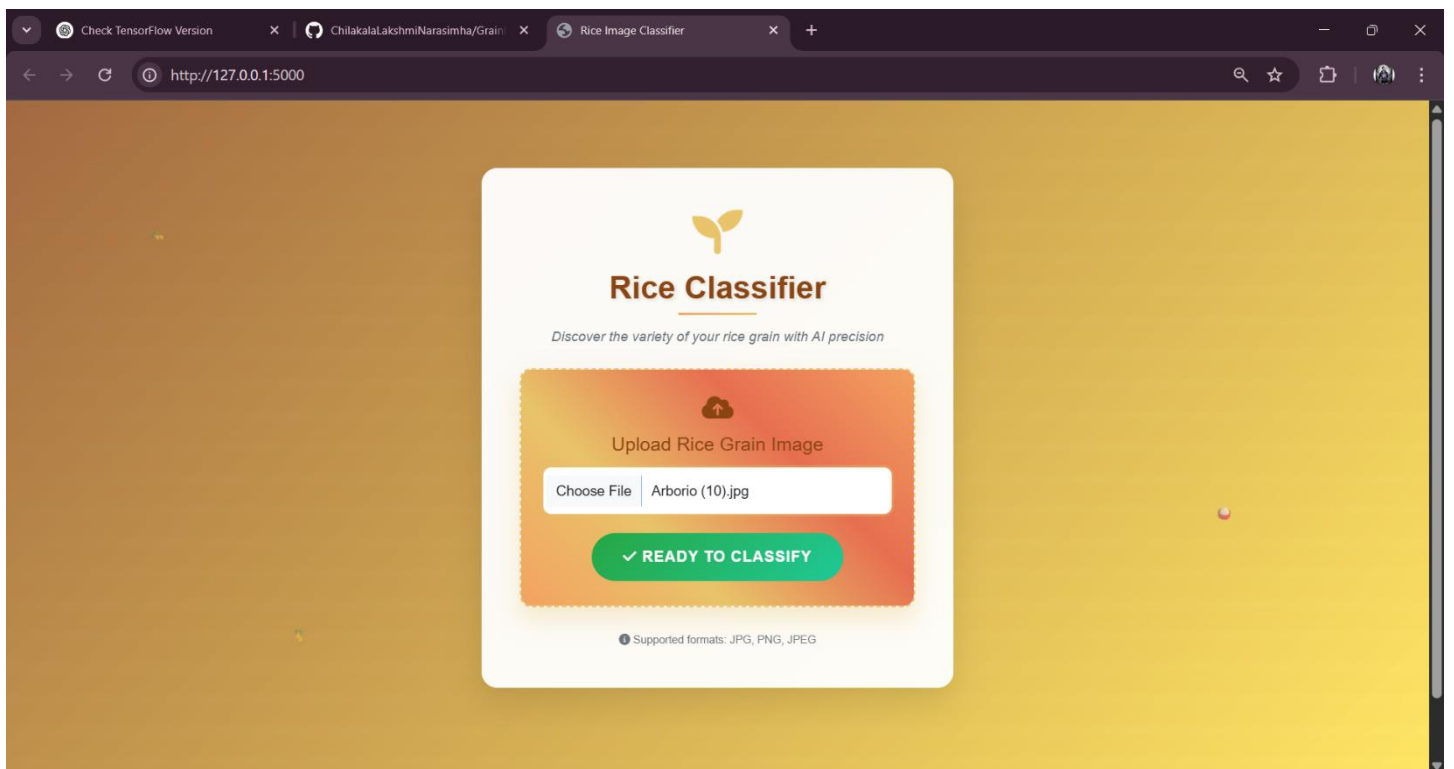 Check TensorFlow Version
ChilakalaLakshmiNarasimha/Grain
Rice Image Classifier
http://127.0.0.1:5000
Rice Classifier
Discover the variety of your rice grain with AI precision
Upload Rice Grain Image
Choose File Arborio (10).jpg
READY TO CLASSIFY
Supported formats: JPG, PNG, JPEG